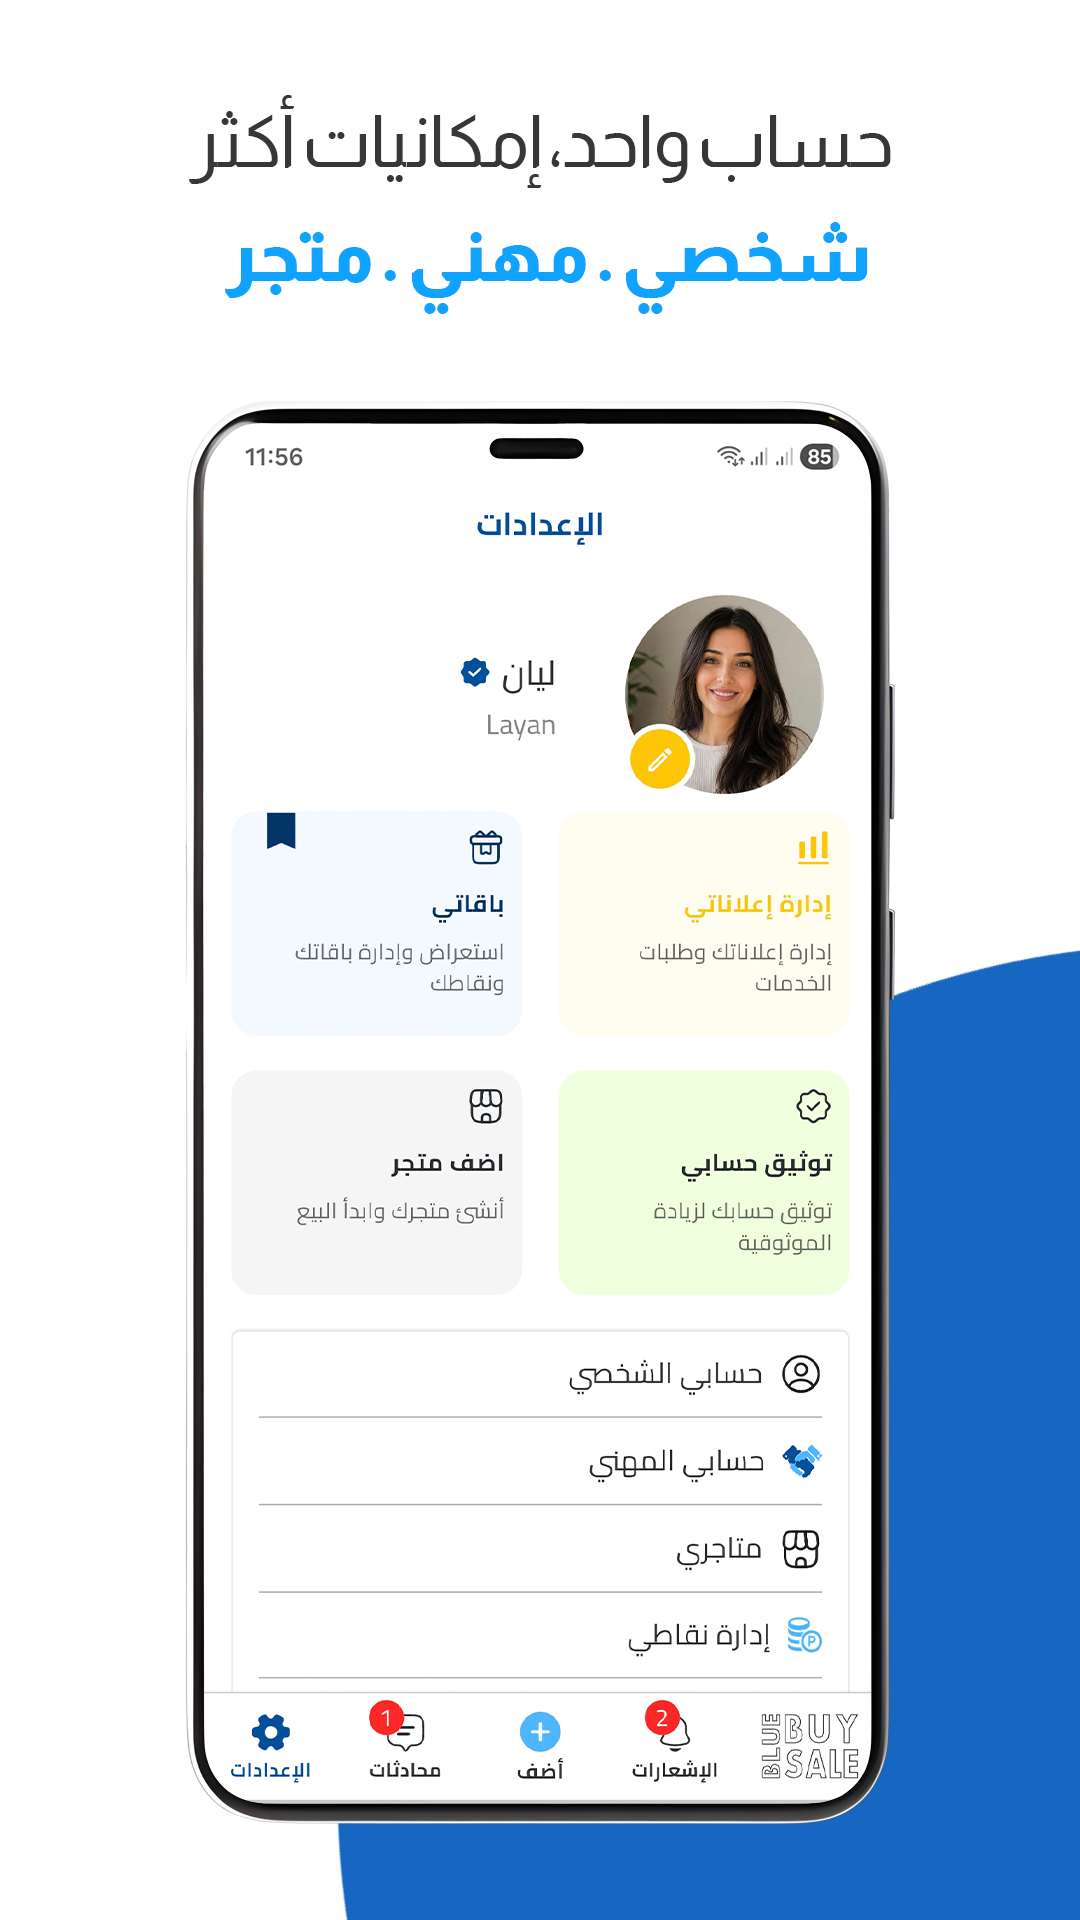 حساب واحد، إمكانيات أكثر
شخصي . مهني . متجر
11:56
85
الإعدادات
ليان
Layan
إدارة إعلاناتي
إدارة إعلاناتك وطلبات
الخدمات
باقاتي
استعراض وإدارة باقاتك
ونقاطك
توثيق حسابي
توثيق حسابك لزيادة
الموثوقية
اضف متجر
أنشئ متجرك وابدأ البيع
حسابي الشخصي
حسابي المهني
متاجري
إدارة نقاطي
P
BLUE
BUY
SALE
2
الإشعارات
أضف
1
محادثات
الإعدادات